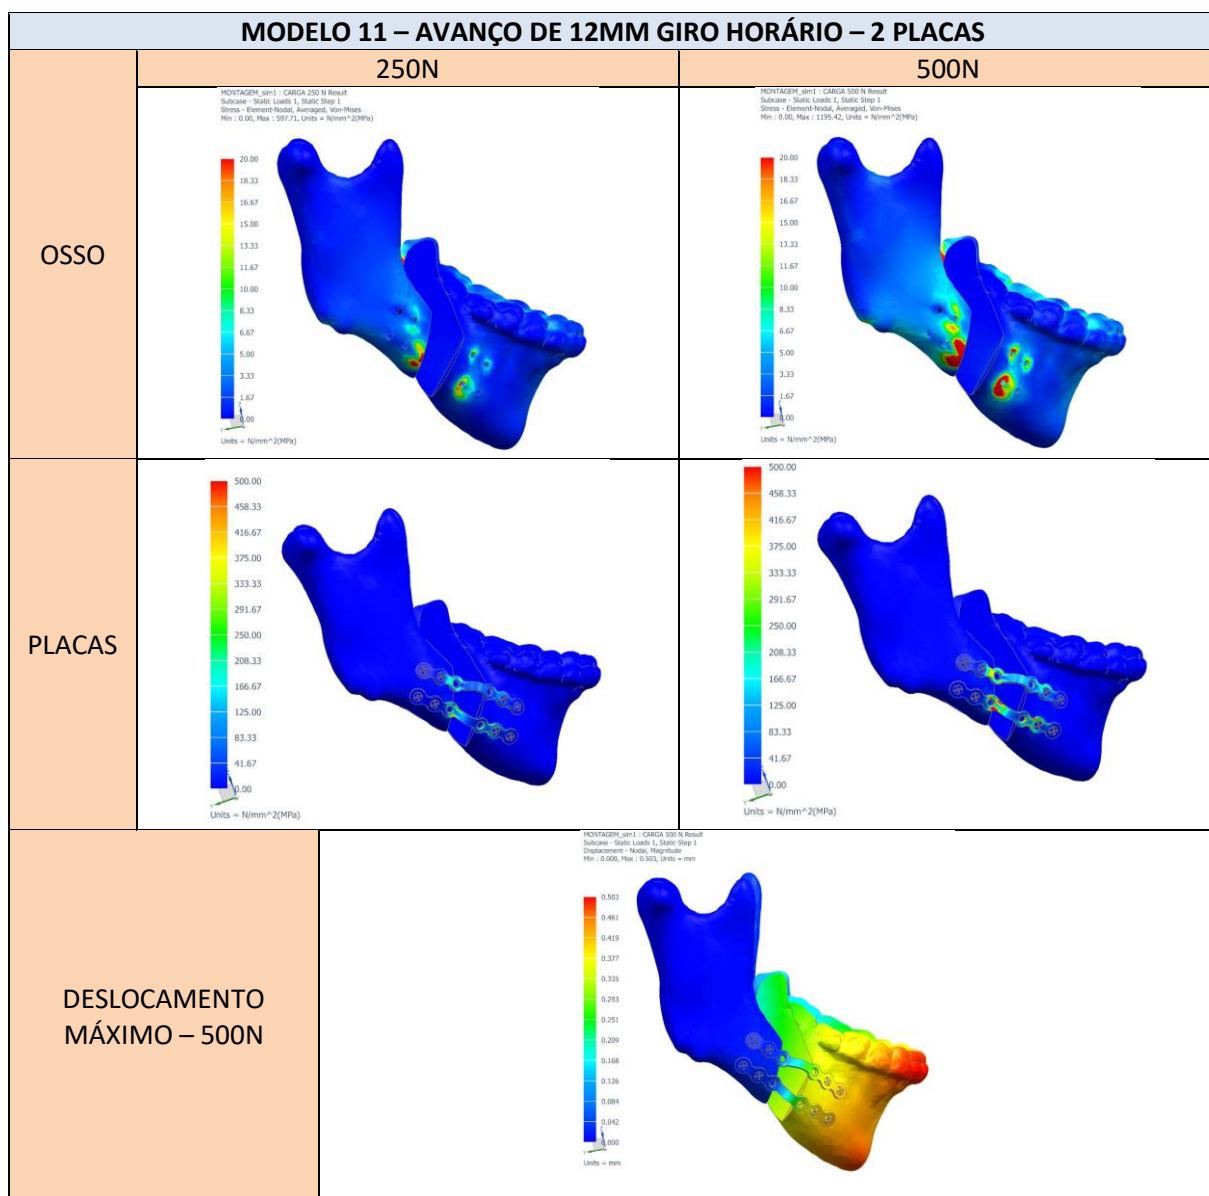 MODELO 11 – AVANÇO DE 12MM GIRO HORÁRIO – 2 PLACAS
250N
500N
OSSO
MONTAGEM_sim1 : CARGA 250 N Result
Subcase - Static Loads 1, Static Step 1
Stress - Element-Nodal, Averaged, Von-Mises
Min : 0.00, Max : 597.71, Units = N/mm^2(MPa)
20.00
18.33
16.67
15.00
13.33
11.67
10.00
8.33
6.67
5.00
3.33
1.67
0.00
Units = N/mm^2(MPa)
MONTAGEM_sim1 : CARGA 500 N Result
Subcase - Static Loads 1, Static Step 1
Stress - Element-Nodal, Averaged, Von-Mises
Min : 0.00, Max : 1195.42, Units = N/mm^2(MPa)
20.00
18.33
16.67
15.00
13.33
11.67
10.00
8.33
6.67
5.00
3.33
1.67
0.00
Units = N/mm^2(MPa)
PLACAS
500.00
458.33
416.67
375.00
333.33
291.67
250.00
208.33
166.67
125.00
83.33
41.67
0.00
Units = N/mm^2(MPa)
500.00
458.33
416.67
375.00
333.33
291.67
250.00
208.33
166.67
125.00
83.33
41.67
0.00
Units = N/mm^2(MPa)
DESLOCAMENTO
MÁXIMO – 500N
MONTAGEM_sim1 : CARGA 500 N Result
Subcase - Static Loads 1, Static Step 1
Displacement - Nodal, Magnitude
Min : 0.000, Max : 0.503, Units = mm
0.503
0.461
0.419
0.377
0.335
0.293
0.251
0.209
0.168
0.126
0.084
0.042
0.000
Units = mm